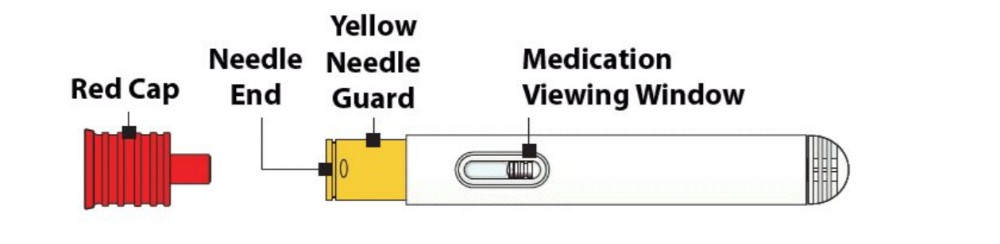 Red Cap
Needle
End
Yellow
Needle
Guard
Medication
Viewing Window